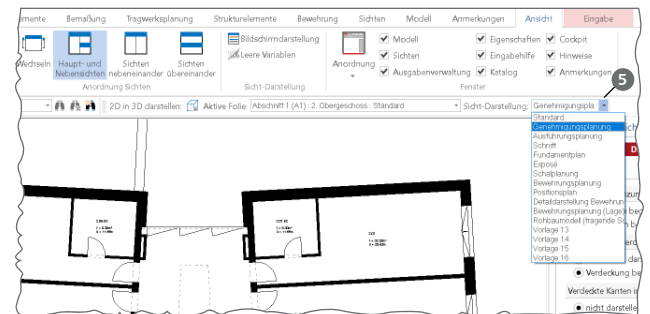 Bemaßung Tragwerksplanung Strukturelemente Bewehrung Sichten Modell Anmerkungen Ansicht Eingabe
Wechseln
Haupt- und
Nebensichten
Sichten
nebeneinander
Sichten
übereinander
Anordnung Sichten
Bildschirmdarstellung
Leere Variablen
Sicht-Darstellung
Anordnung
Modell
Sichten
Ausgabenverwaltung
Eigenschaften
Eingabehilfe
Katalog
Cockpit
Hinweise
Anmerkungen
Fenster
5
2D in 3D darstellen: Aktive Folie: Abschnitt 1 (A1) : 2. Obergeschoss : Standard Sicht-Darstellung: Genehmigungspla
Standard
Genehmigungsplanung
Ausführungsplanung
Schnitt
Fundamentplan
Exposé
Schalplanung
Bewehrungsplanung
Positionsplan
Detaildarstellung Bewehrun
Bewehrungsplanung (Lage)
Rohbaumodell (tragende Sc
Vorlage 13
Vorlage 14
Vorlage 15
Vorlage 16
D
Verdeckung be
Verdeckte Kanten in
nicht darstelle